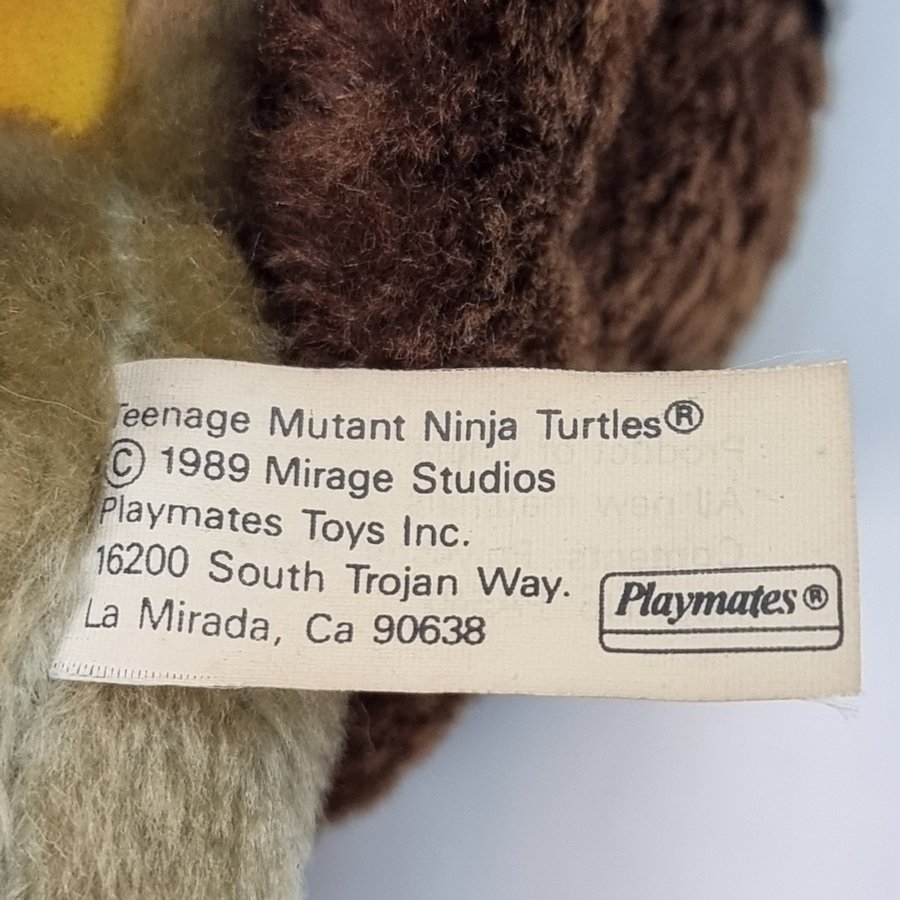 Teenage Mutant Ninja Turtles®
© 1989 Mirage Studios
Playmates Toys Inc.
16200 South Trojan Way.
La Mirada, Ca 90638
Playmates®